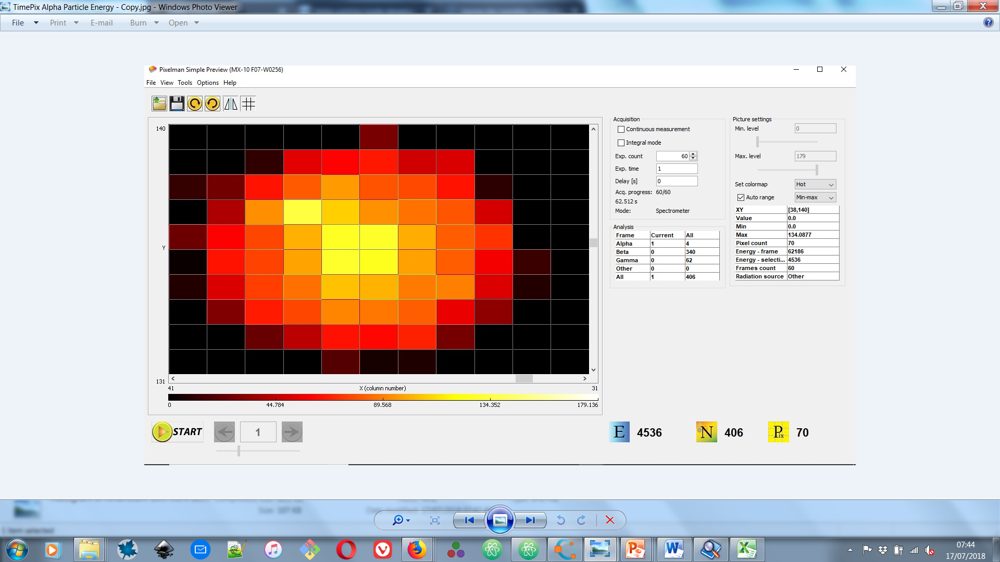 TimePix Alpha Particle Energy - Copy.jpg - Windows Photo Viewer
File Print E-mail Burn Open
Pixelman Simple Preview (MX-10 F07-W0256)
File View Tools Options Help
140
Y
131
41 X (column number) 31
0 44.784 89.568 134.352 179.136
START 1
Acquisition
Continuous measurement
Integral mode
Exp. count 60
Exp. time 1
Delay [s] 0
Acq. progress: 60/60
62.512 s
Mode: Spectrometer
Analysis
Frame Current All
Alpha 1 4
Beta 0 340
Gamma 0 62
Other 0 0
All 1 406
Picture settings
Min. level 0
Max. level 179
Set colormap Hot
Auto range Min-max
XY [38,140]
Value 0.0
Min 0.0
Max 134.0877
Pixel count 70
Energy - frame 62186
Energy - selecti... 4536
Frames count 60
Radiation source Other
E 4536 N 406 Pix 70
Size: 107 KB
1 item selected
07:44
17/07/2018